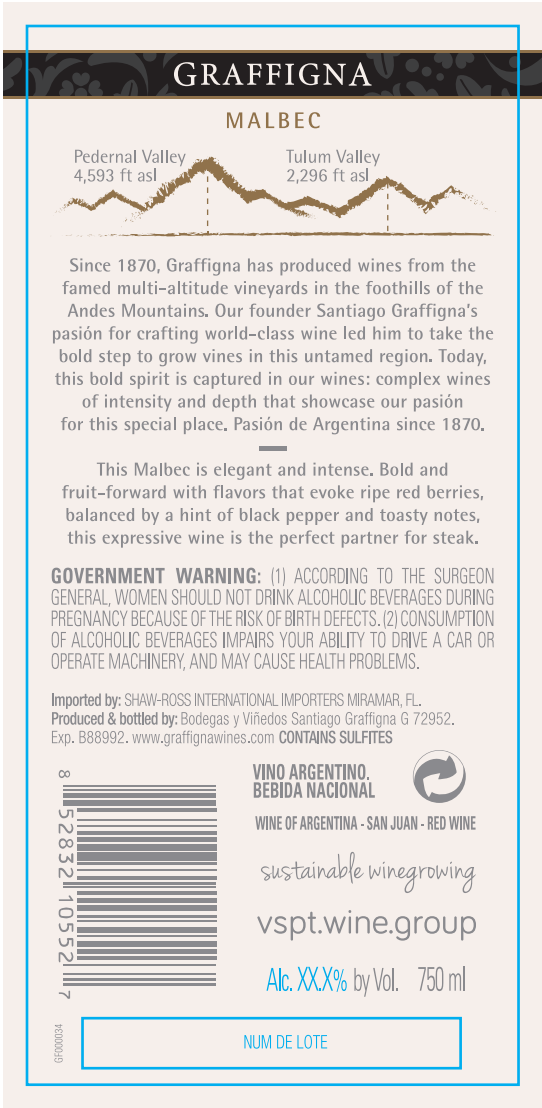 GRAFFIGNA
MALBEC
Pedernal Valley
4,593 ft asl
Tulum Valley
2,296 ft asl
Since 1870, Graffigna has produced wines from the
famed multi-altitude vineyards in the foothills of the
Andes Mountains. Our founder Santiago Graffigna's
pasión for crafting world-class wine led him to take the
bold step to grow vines in this untamed region. Today,
this bold spirit is captured in our wines: complex wines
of intensity and depth that showcase our pasión
for this special place. Pasión de Argentina since 1870.
This Malbec is elegant and intense. Bold and
fruit-forward with flavors that evoke ripe red berries,
balanced by a hint of black pepper and toasty notes,
this expressive wine is the perfect partner for steak.
GOVERNMENT WARNING: (1) ACCORDING TO THE SURGEON
GENERAL, WOMEN SHOULD NOT DRINK ALCOHOLIC BEVERAGES DURING
PREGNANCY BECAUSE OF THE RISK OF BIRTH DEFECTS. (2) CONSUMPTION
OF ALCOHOLIC BEVERAGES IMPAIRS YOUR ABILITY TO DRIVE A CAR OR
OPERATE MACHINERY, AND MAY CAUSE HEALTH PROBLEMS.
Imported by: SHAW-ROSS INTERNATIONAL IMPORTERS MIRAMAR, FL.
Produced & bottled by: Bodegas y Viñedos Santiago Graffigna G 72952.
Exp. B88992. www.graffignawines.com CONTAINS SULFITES
8 52832 10552 7
VINO ARGENTINO.
BEBIDA NACIONAL
WINE OF ARGENTINA - SAN JUAN - RED WINE
sustainable winegrowing
vspt.wine.group
Alc. XX.X% by Vol. 750 ml
GF000034
NUM DE LOTE